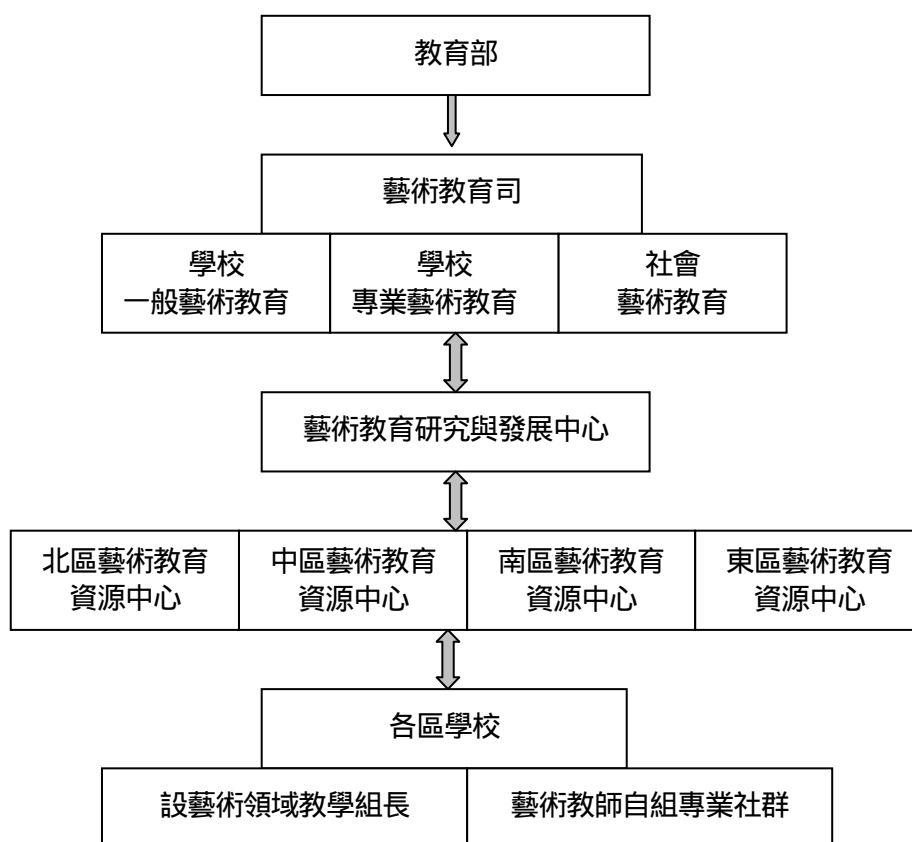 教育部
藝術教育司
學校
一般藝術教育
學校
專業藝術教育
社會
藝術教育
藝術教育研究與發展中心
北區藝術教育
資源中心
中區藝術教育
資源中心
南區藝術教育
資源中心
東區藝術教育
資源中心
各區學校
設藝術領域教學組長
藝術教師自組專業社群